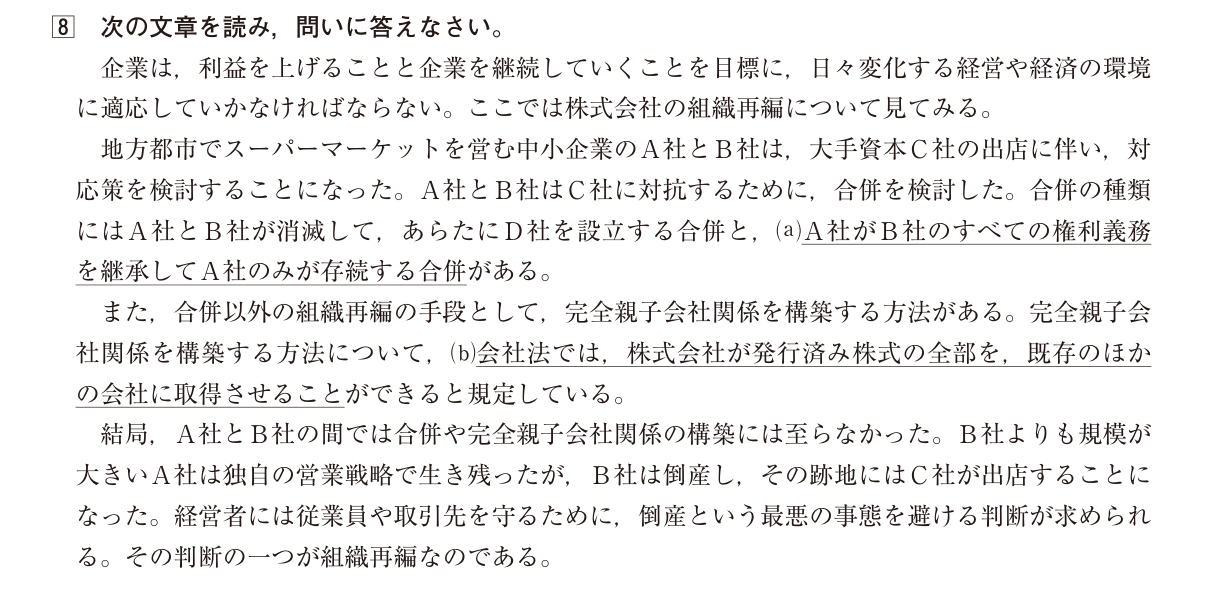 8　次の文章を読み，問いに答えなさい。
　企業は，利益を上げることと企業を継続していくことを目標に，日々変化する経営や経済の環境
に適応していかなければならない。ここでは株式会社の組織再編について見てみる。
　地方都市でスーパーマーケットを営む中小企業のＡ社とＢ社は，大手資本Ｃ社の出店に伴い，対
応策を検討することになった。Ａ社とＢ社はＣ社に対抗するために，合併を検討した。合併の種類
にはＡ社とＢ社が消滅して，あらたにＤ社を設立する合併と，(a)Ａ社がＢ社のすべての権利義務
を継承してＡ社のみが存続する合併がある。
　また，合併以外の組織再編の手段として，完全親子会社関係を構築する方法がある。完全親子会
社関係を構築する方法について，(b)会社法では，株式会社が発行済み株式の全部を，既存のほか
の会社に取得させることができると規定している。
　結局，Ａ社とＢ社の間では合併や完全親子会社関係の構築には至らなかった。Ｂ社よりも規模が
大きいＡ社は独自の営業戦略で生き残ったが，Ｂ社は倒産し，その跡地にはＣ社が出店することに
なった。経営者には従業員や取引先を守るために，倒産という最悪の事態を避ける判断が求められ
る。その判断の一つが組織再編なのである。